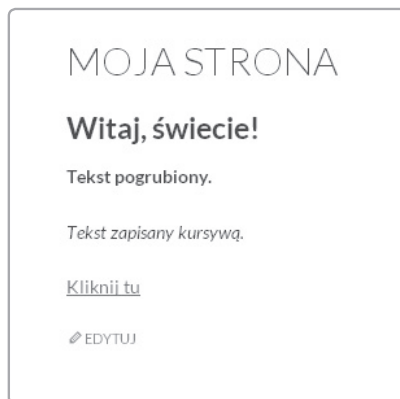 MOJA STRONA
Witaj, świecie!
Tekst pogrubiony.
Tekst zapisany kursywą.
Kliknij tu
EDYTUJ